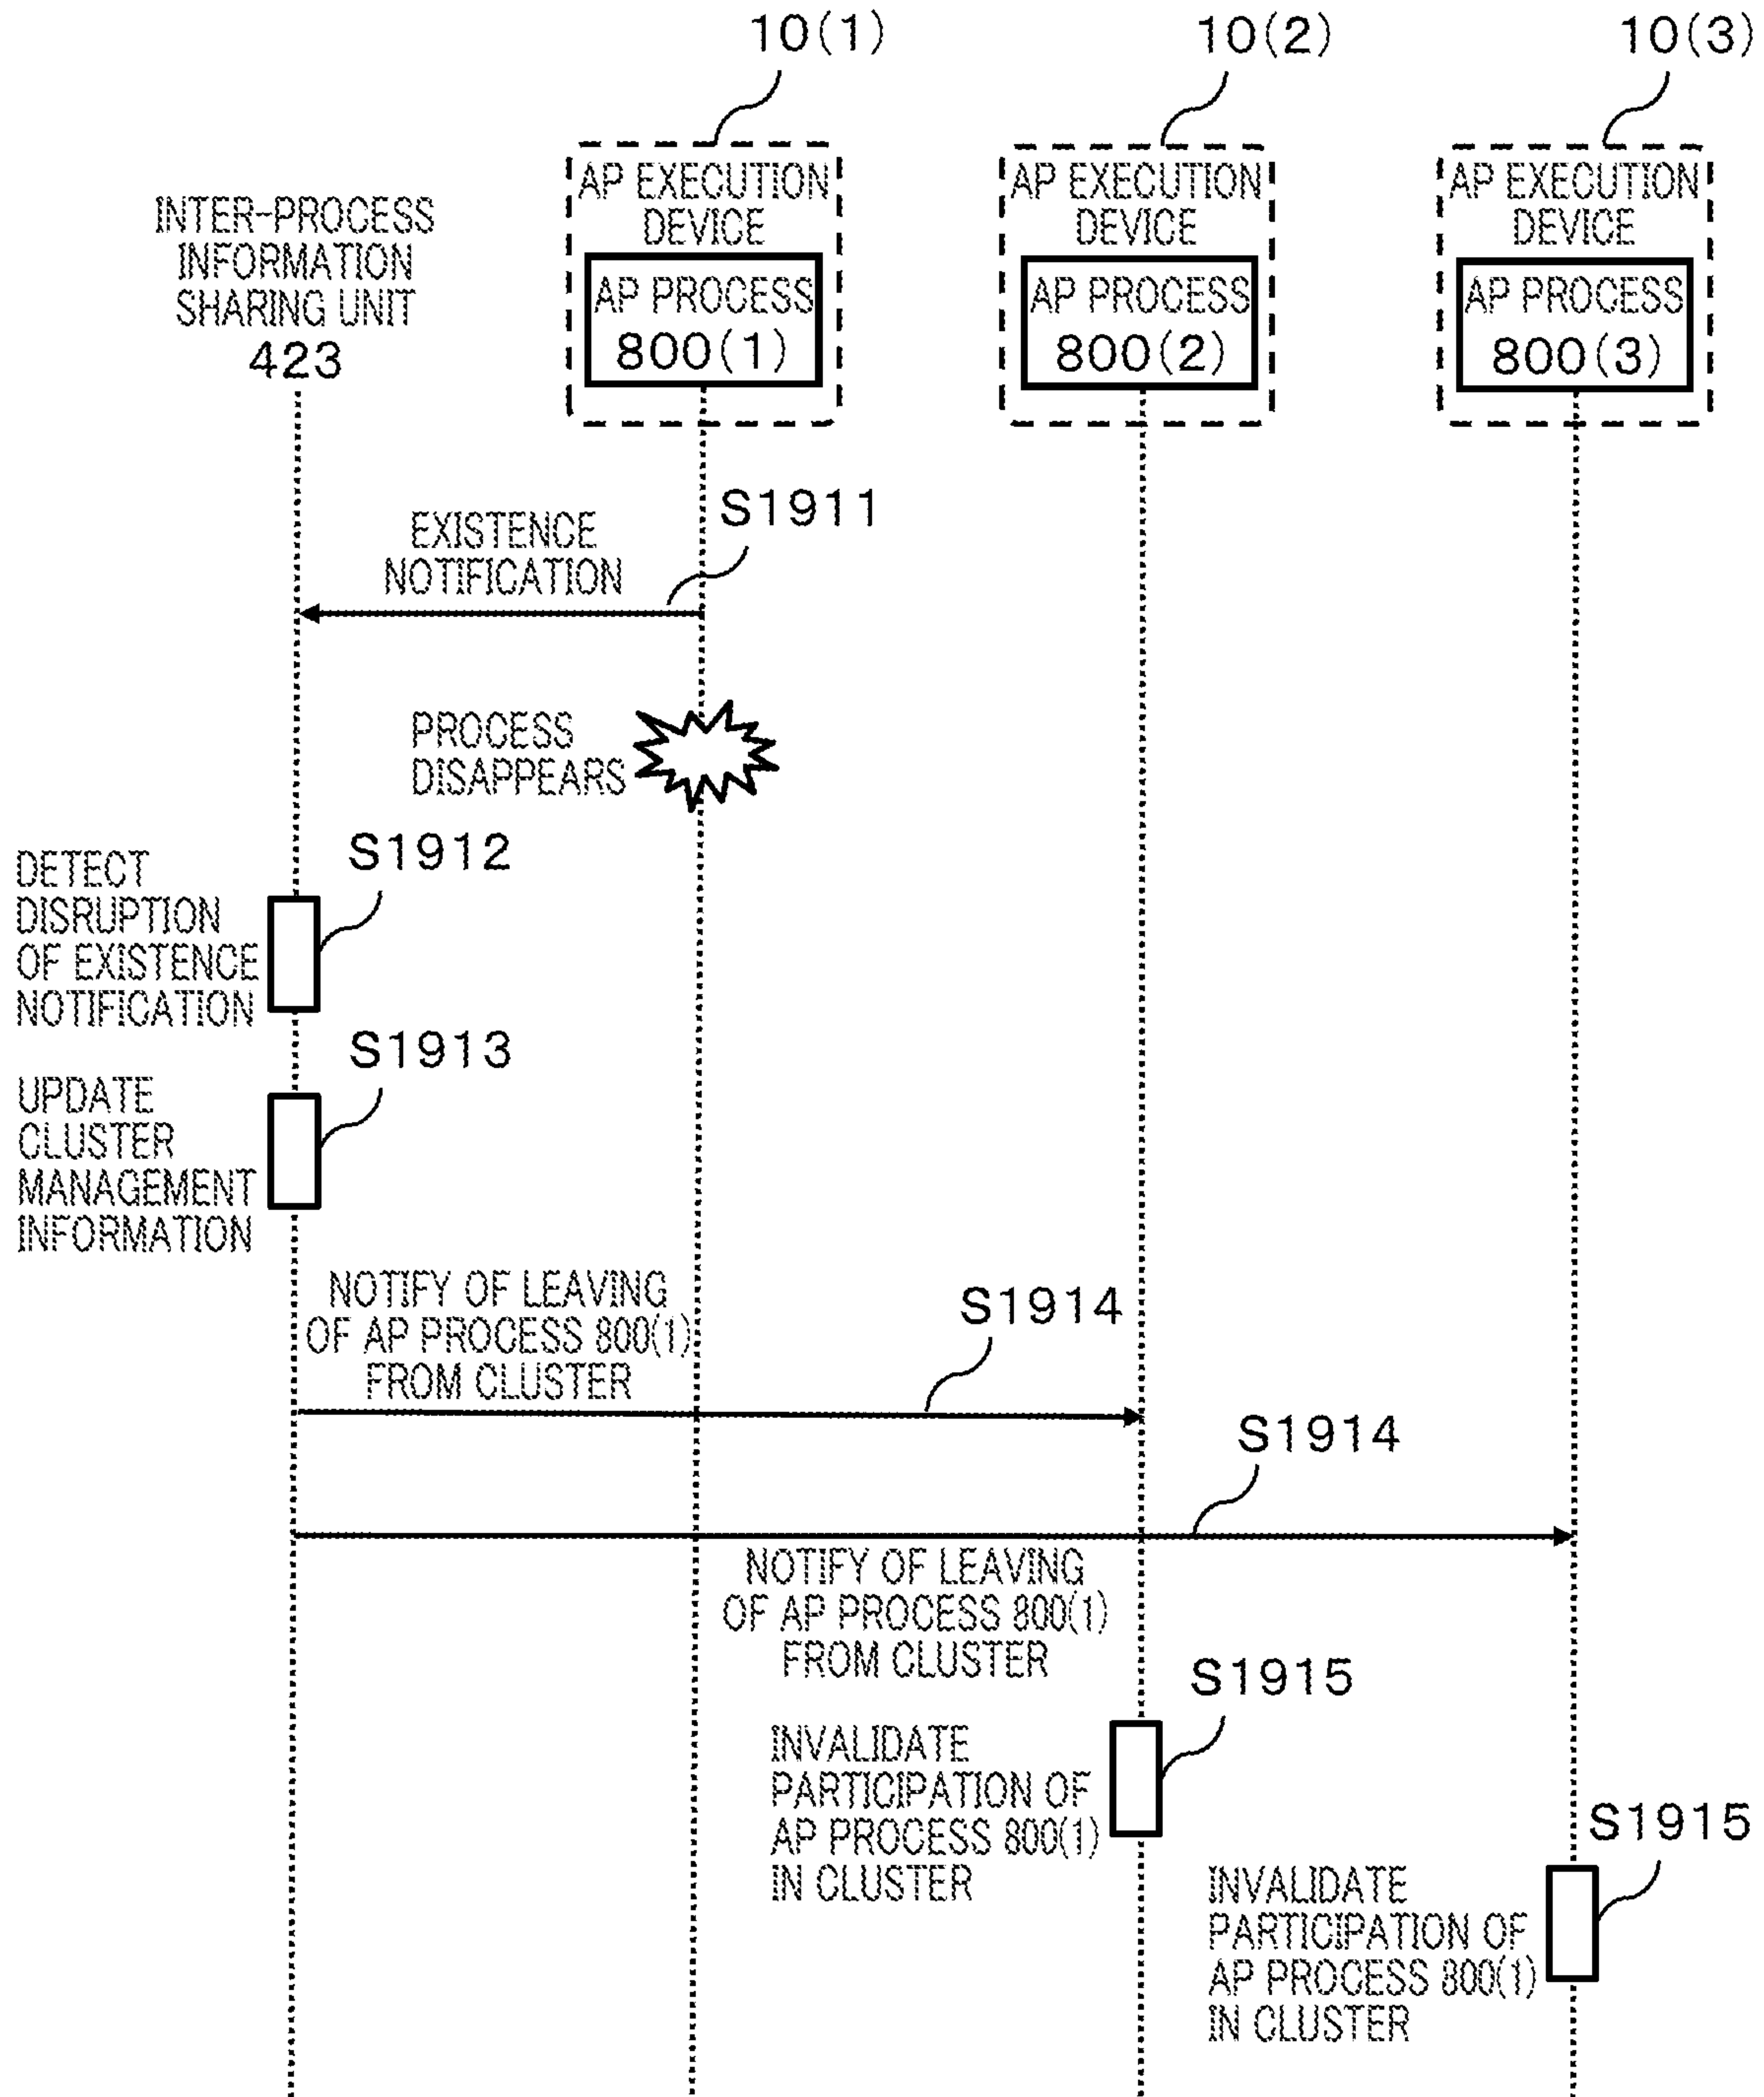 10(1)
10(2)
10(3)
INTER-PROCESS
INFORMATION
SHARING UNIT
423
AP EXECUTION
DEVICE
AP PROCESS
800(1)
AP EXECUTION
DEVICE
AP PROCESS
800(2)
AP EXECUTION
DEVICE
AP PROCESS
800(3)
S1911
EXISTENCE
NOTIFICATION
PROCESS
DISAPPEARS
S1912
DETECT
DISRUPTION
OF EXISTENCE
NOTIFICATION
S1913
UPDATE
CLUSTER
MANAGEMENT
INFORMATION
NOTIFY OF LEAVING
OF AP PROCESS 800(1)
FROM CLUSTER
S1914
S1914
NOTIFY OF LEAVING
OF AP PROCESS 800(1)
FROM CLUSTER
S1915
INVALIDATE
PARTICIPATION OF
AP PROCESS 800(1)
IN CLUSTER
S1915
INVALIDATE
PARTICIPATION OF
AP PROCESS 800(1)
IN CLUSTER